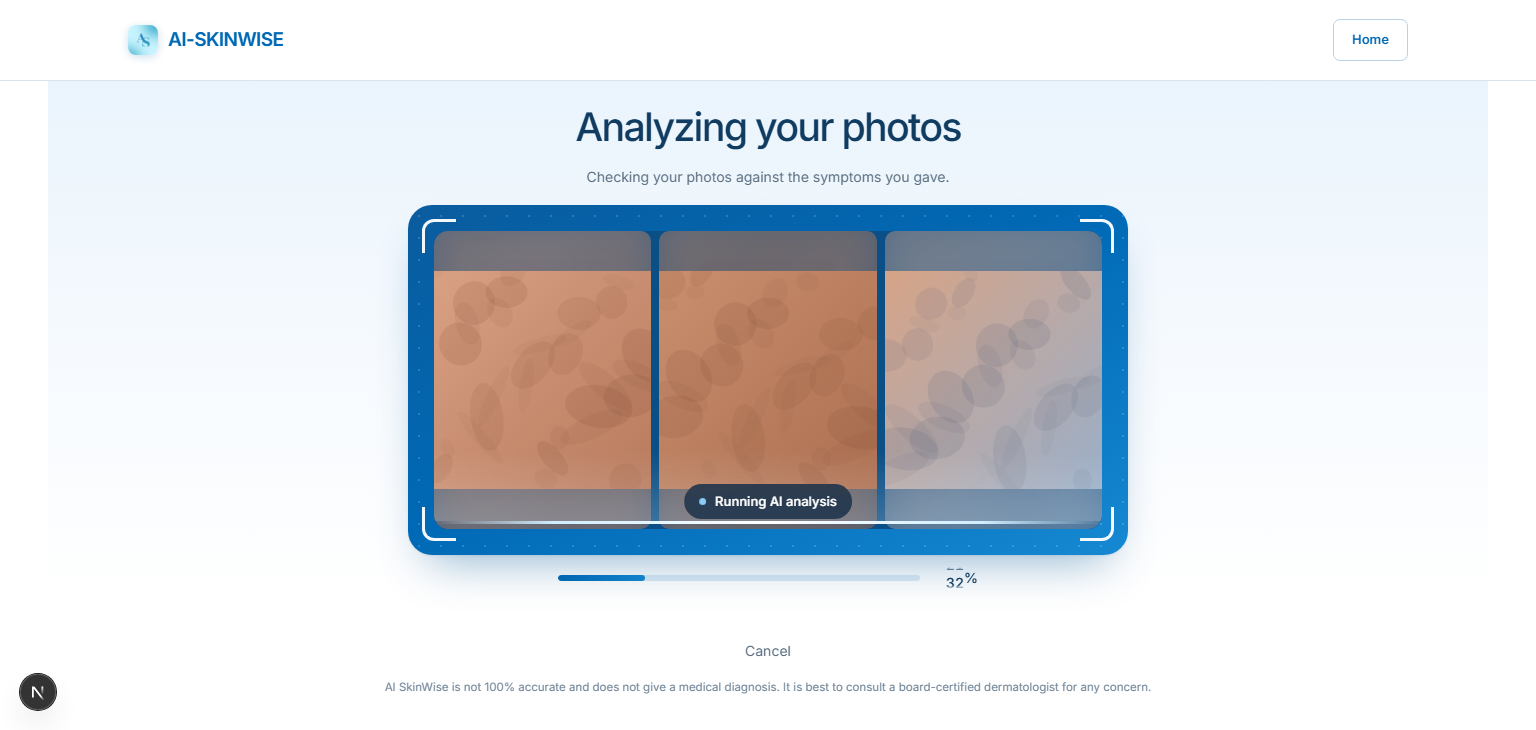 AI-SKINWISE
Home
Analyzing your photos
Checking your photos against the symptoms you gave.
Running AI analysis
32%
Cancel
AI SkinWise is not 100% accurate and does not give a medical diagnosis. It is best to consult a board-certified dermatologist for any concern.
N